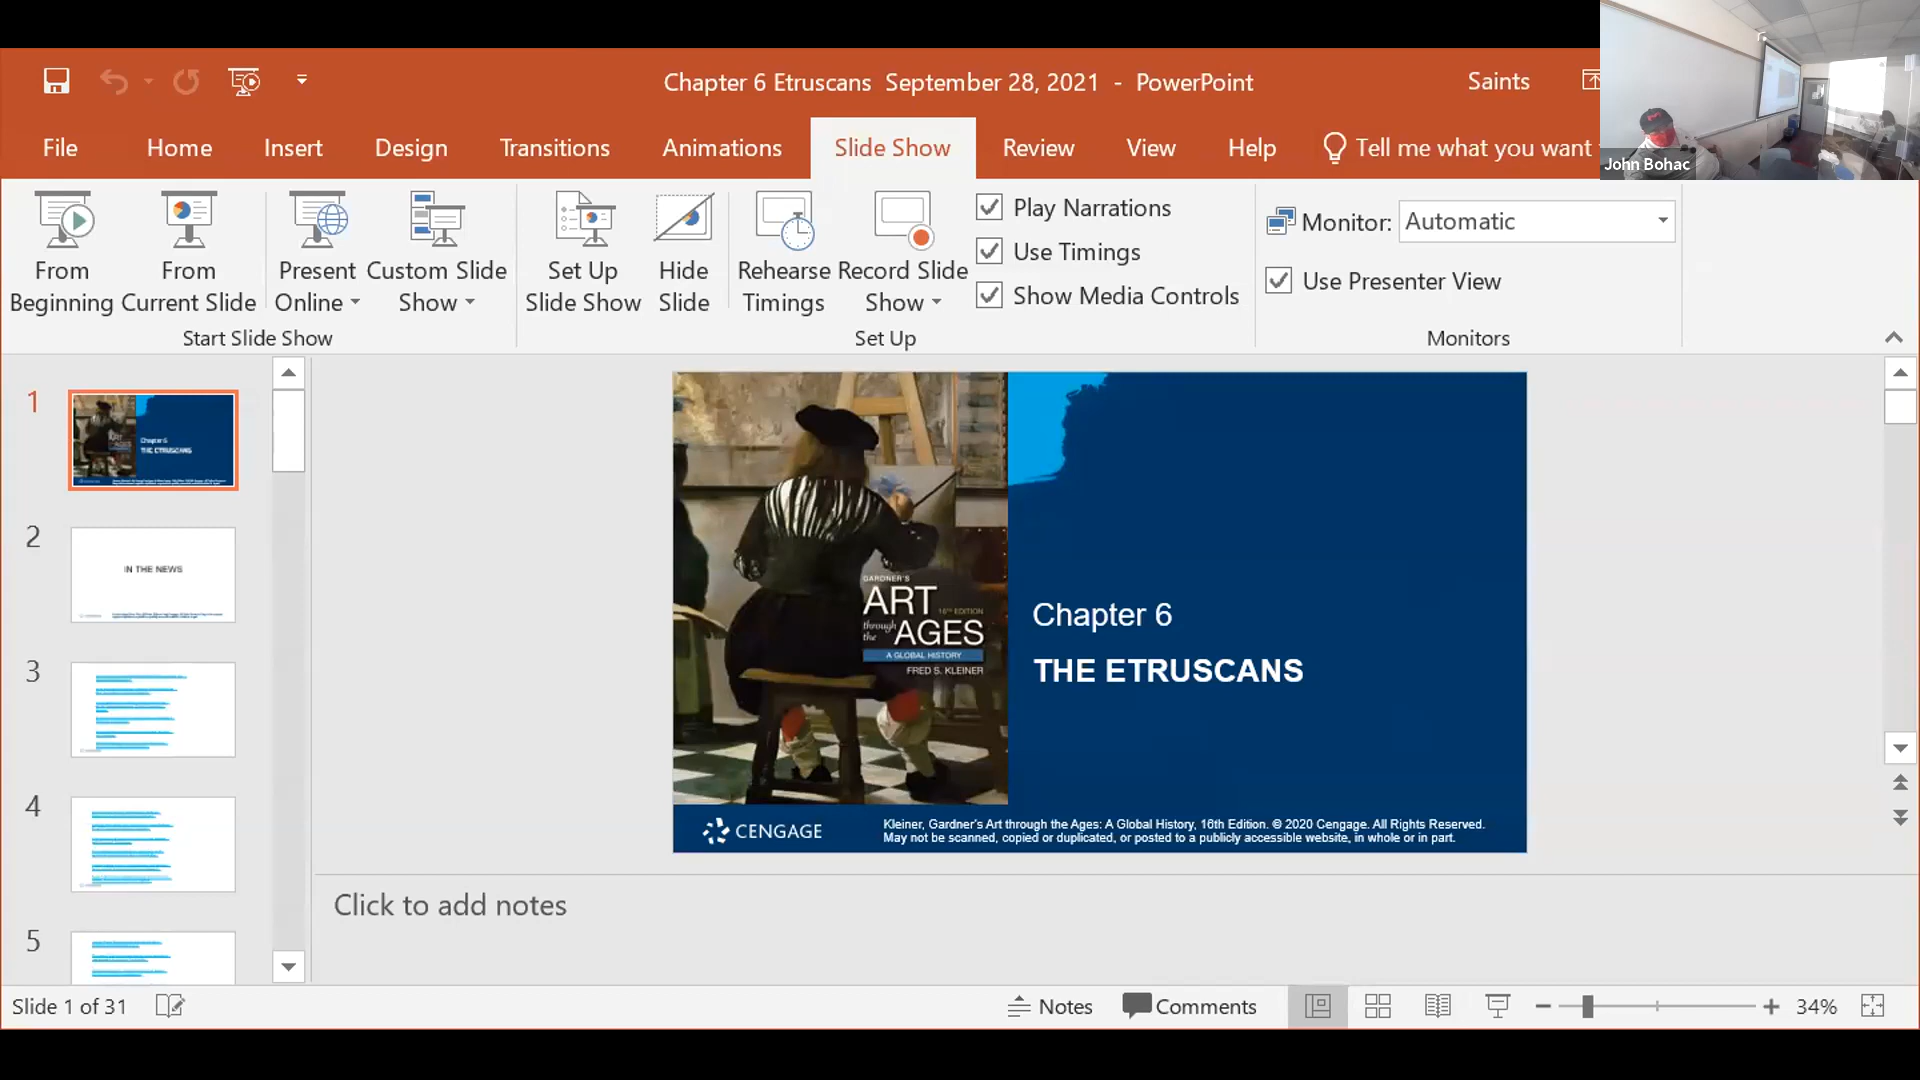 Chapter 6 Etruscans September 28, 2021 - PowerPoint
Saints
File Home Insert Design Transitions Animations Slide Show Review View Help Tell me what you want
John Bohac
From Beginning
From Current Slide
Present Online
Custom Slide Show
Start Slide Show
Set Up Slide Show
Hide Slide
Rehearse Timings
Record Slide Show
Play Narrations
Use Timings
Show Media Controls
Set Up
Monitor: Automatic
Use Presenter View
Monitors
1
Chapter 6
THE ETRUSCANS
2
IN THE NEWS
3
4
5
GARDNER'S
ART 16TH EDITION
through the AGES
A GLOBAL HISTORY
FRED S. KLEINER
Chapter 6
THE ETRUSCANS
CENGAGE
Kleiner, Gardner's Art through the Ages: A Global History, 16th Edition. © 2020 Cengage. All Rights Reserved.
May not be scanned, copied or duplicated, or posted to a publicly accessible website, in whole or in part.
Click to add notes
Slide 1 of 31
Notes
Comments
34%